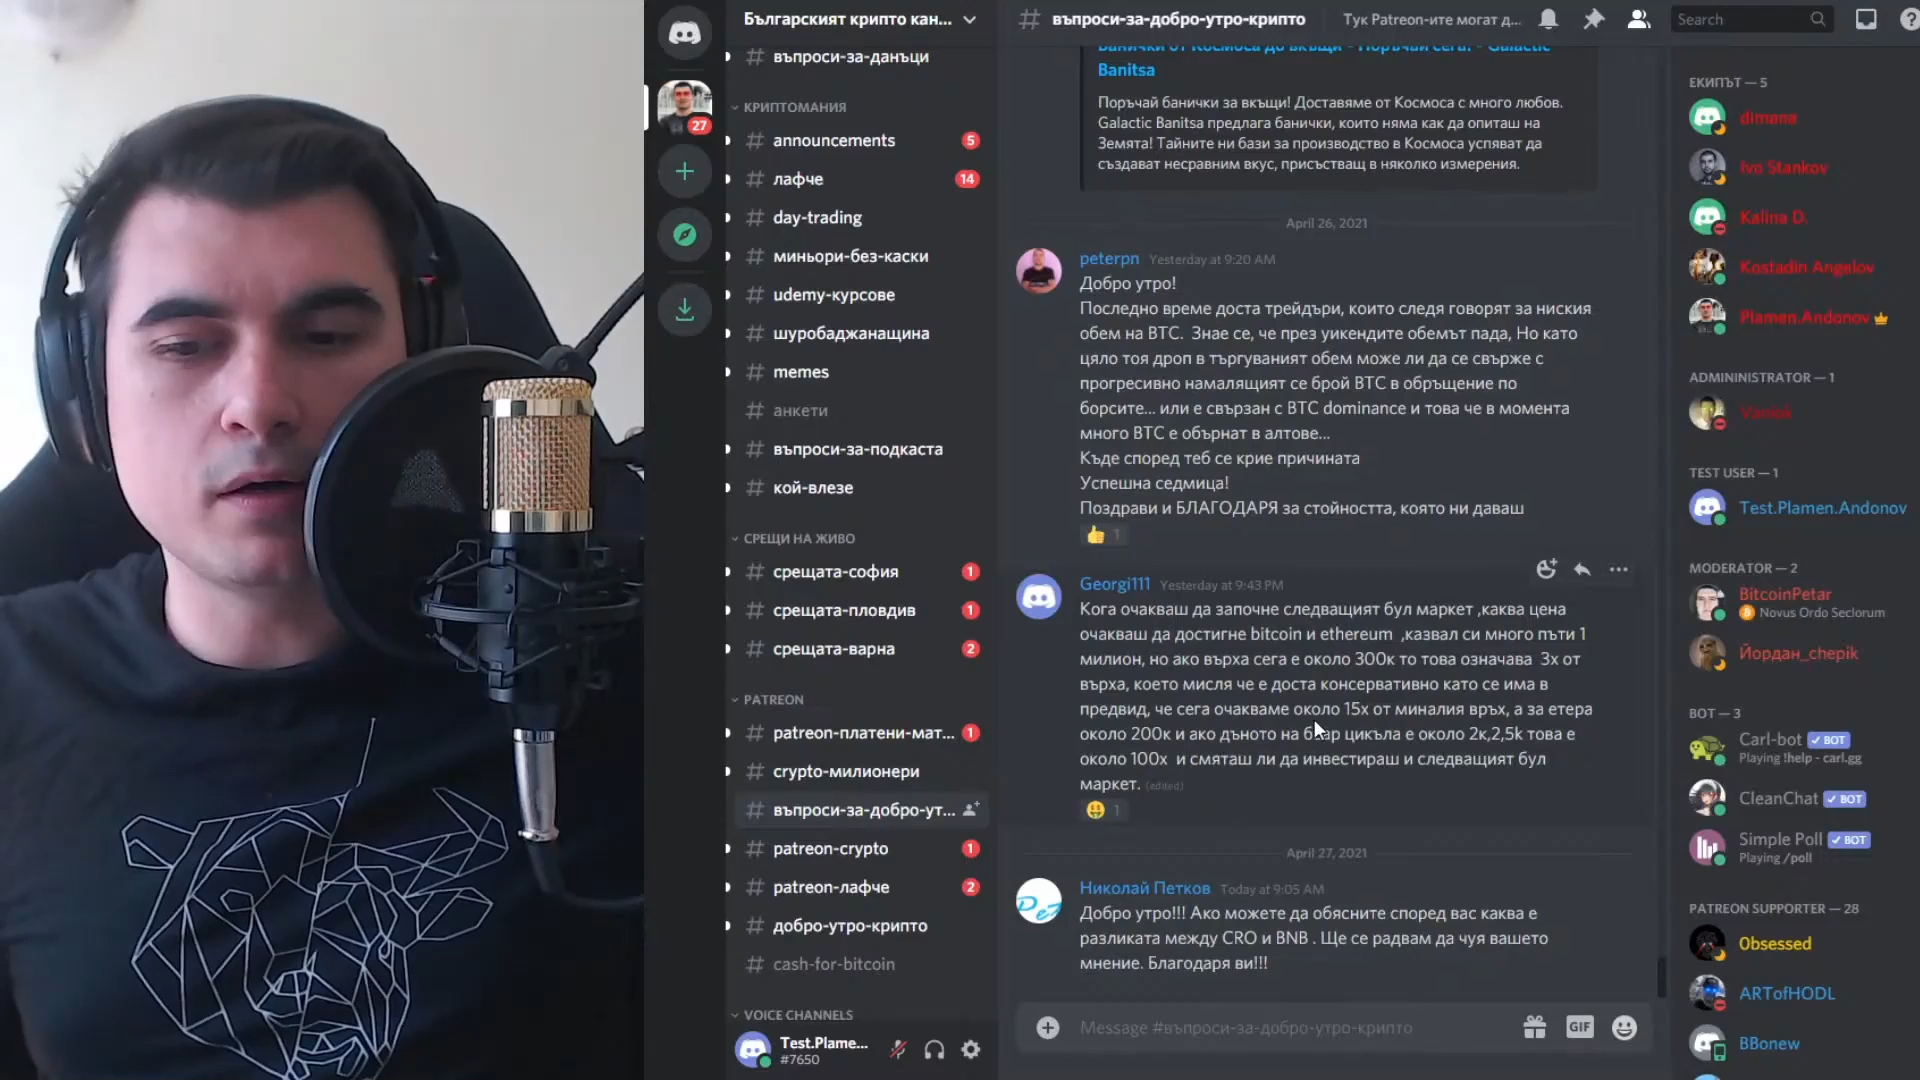 Българският крипто кан...
въпроси-за-данъци
КРИПТОМАНИЯ
announcements 5
лафче 14
day-trading
миньори-без-каски
udemy-курсове
шуробаджанащина
memes
анкети
въпроси-за-подкаста
кой-влезе
СРЕЩИ НА ЖИВО
срещата-софия 1
срещата-пловдив 1
срещата-варна 2
PATREON
patreon-платени-мат... 1
crypto-милионери
въпроси-за-добро-ут...
patreon-crypto 1
patreon-лафче 2
добро-утро-крипто
cash-for-bitcoin
VOICE CHANNELS
Test.Plame...
#7650
27
въпроси-за-добро-утро-крипто
Тук Patreon-ите могат д...
Search
Banitsa
Поръчай банички за вкъщи! Доставяме от Космоса с много любов.
Galactic Banitsa предлага банички, които няма как да опиташ на
Земята! Тайните ни бази за производство в Космоса успяват да
създават несравним вкус, присъстващ в няколко измерения.
April 26, 2021
peterpn Yesterday at 9:20 AM
Добро утро!
Последно време доста трейдъри, които следя говорят за ниския
обем на BTC. Знае се, че през уикендите обемът пада, Но като
цяло тоя дроп в търгуваният обем може ли да се свърже с
прогресивно намалящият се брой BTC в обръщение по
борсите... или е свързан с BTC dominance и това че в момента
много BTC е обърнат в алтове...
Къде според теб се крие причината
Успешна седмица!
Поздрави и БЛАГОДАРЯ за стойността, която ни даваш
1
Georgi111 Yesterday at 9:43 PM
Кога очакваш да започне следващият бул маркет ,каква цена
очакваш да достигне bitcoin и ethereum ,казвал си много пъти 1
милион, но ако върха сега е около 300к то това означава 3х от
върха, което мисля че е доста консервативно като се има в
предвид, че сега очакваме около 15х от миналия връх, а за етера
около 200к и ако дъното на беар цикъла е около 2к,2,5k това е
около 100х и смяташ ли да инвестираш и следващият бул
маркет. (edited)
1
April 27, 2021
Николай Петков Today at 9:05 AM
Добро утро!!! Ако можете да обясните според вас каква е
разликата между CRO и BNB . Ще се радвам да чуя вашето
мнение. Благодаря ви!!!
Message #въпроси-за-добро-утро-крипто
GIF
ЕКИПЪТ — 5
dimana
Ivo Stankov
Kalina D.
Kostadin Angelov
Plamen.Andonov
ADMININISTRATOR — 1
TEST USER — 1
Test.Plamen.Andonov
MODERATOR — 2
BitcoinPetar
Novus Ordo Seclorum
Йордан_chepik
BOT — 3
Carl-bot BOT
Playing !help - carl.gg
CleanChat BOT
Simple Poll BOT
Playing /poll
PATREON SUPPORTER — 28
Obsessed
ARTofHODL
BBonew